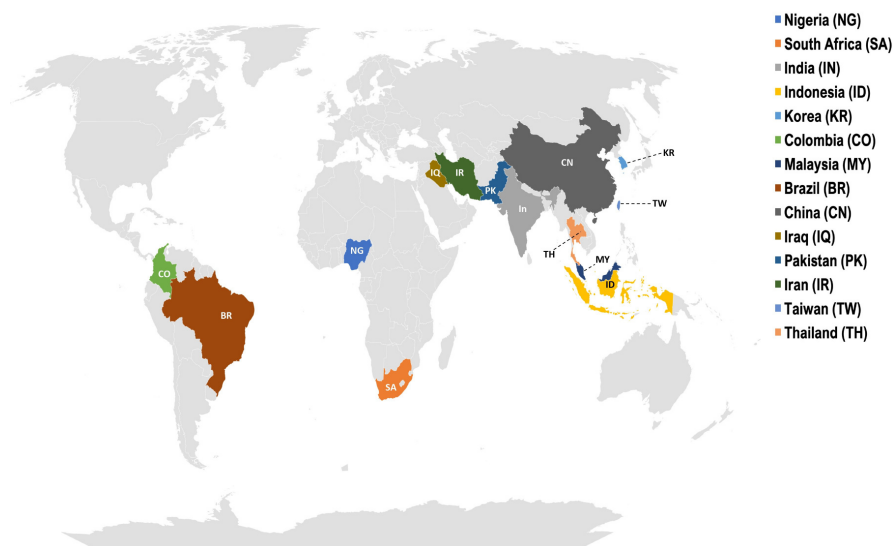 Nigeria (NG)
South Africa (SA)
India (IN)
Indonesia (ID)
Korea (KR)
Colombia (CO)
Malaysia (MY)
Brazil (BR)
China (CN)
Iraq (IQ)
Pakistan (PK)
Iran (IR)
Taiwan (TW)
Thailand (TH)
KR
CN
IQ
IR
PK
In
TW
NG
TH
MY
CO
ID
BR
SA